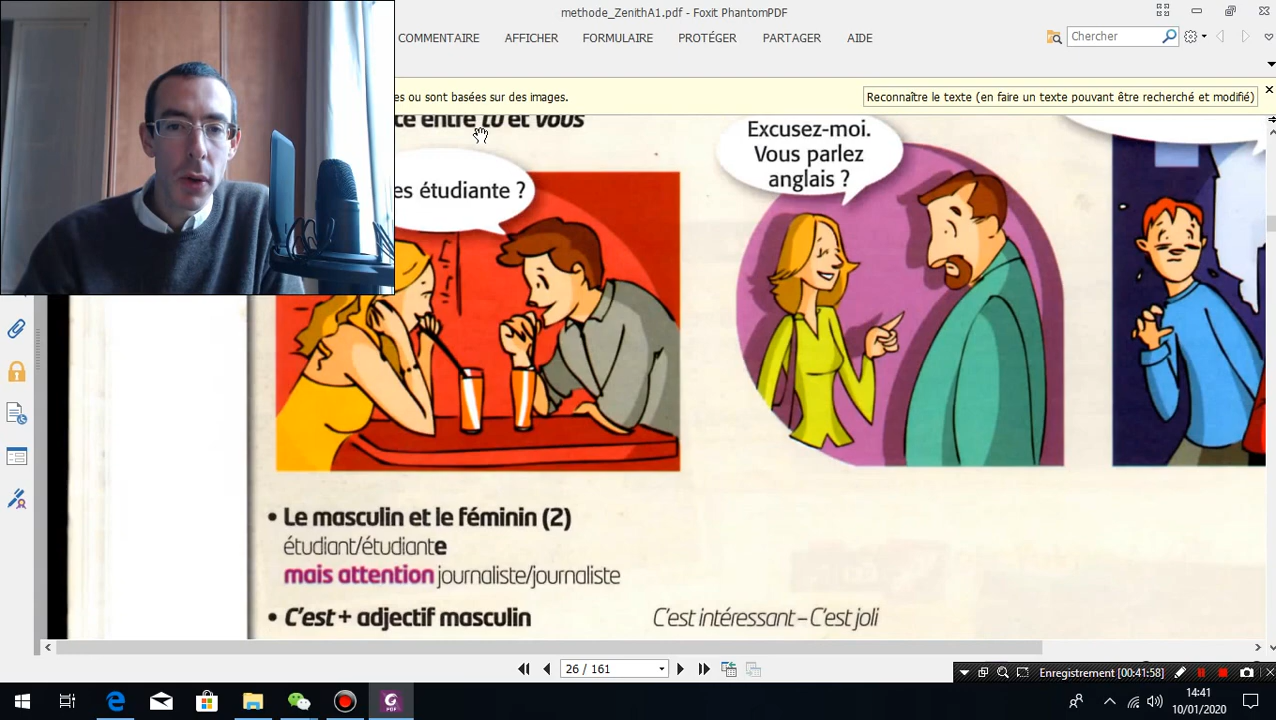 methode_ZenithA1.pdf - Foxit PhantomPDF
COMMENTAIRE AFFICHER FORMULAIRE PROTÉGER PARTAGER AIDE
Chercher
es ou sont basées sur des images.
Reconnaître le texte (en faire un texte pouvant être recherché et modifié)
ce entre tu et vous
es étudiante ?
Excusez-moi.
Vous parlez
anglais ?
• Le masculin et le féminin (2)
étudiant/étudiante
mais attention journaliste/journaliste
• C'est + adjectif masculin
C'est intéressant – C'est joli
26 / 161
Enregistrement (00:41:58)
PDF
14:41
10/01/2020